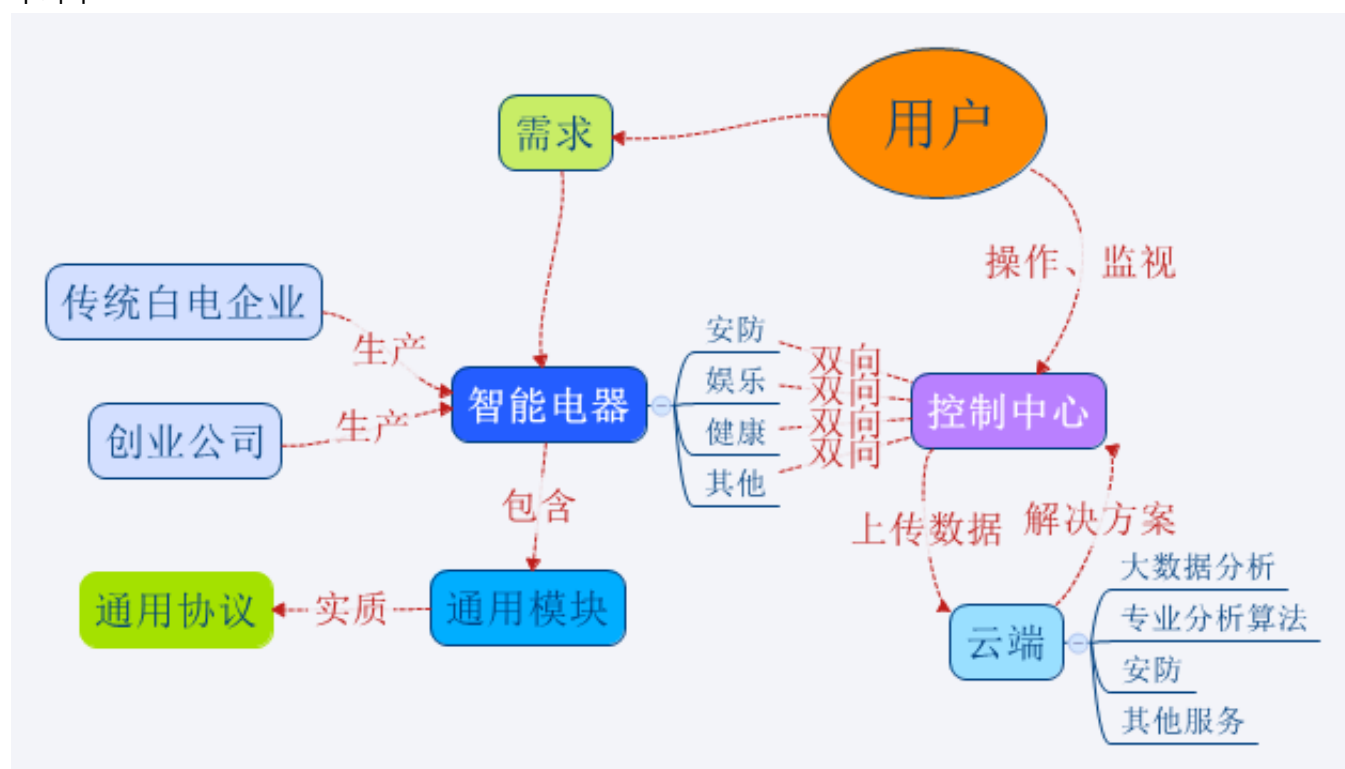 用户
需求
操作、监视
传统白电企业
生产
安防
双向
娱乐
双向
智能电器
控制中心
健康
双向
创业公司
生产
其他
双向
包含
上传数据
解决方案
大数据分析
通用协议
实质
通用模块
专业分析算法
云端
安防
其他服务